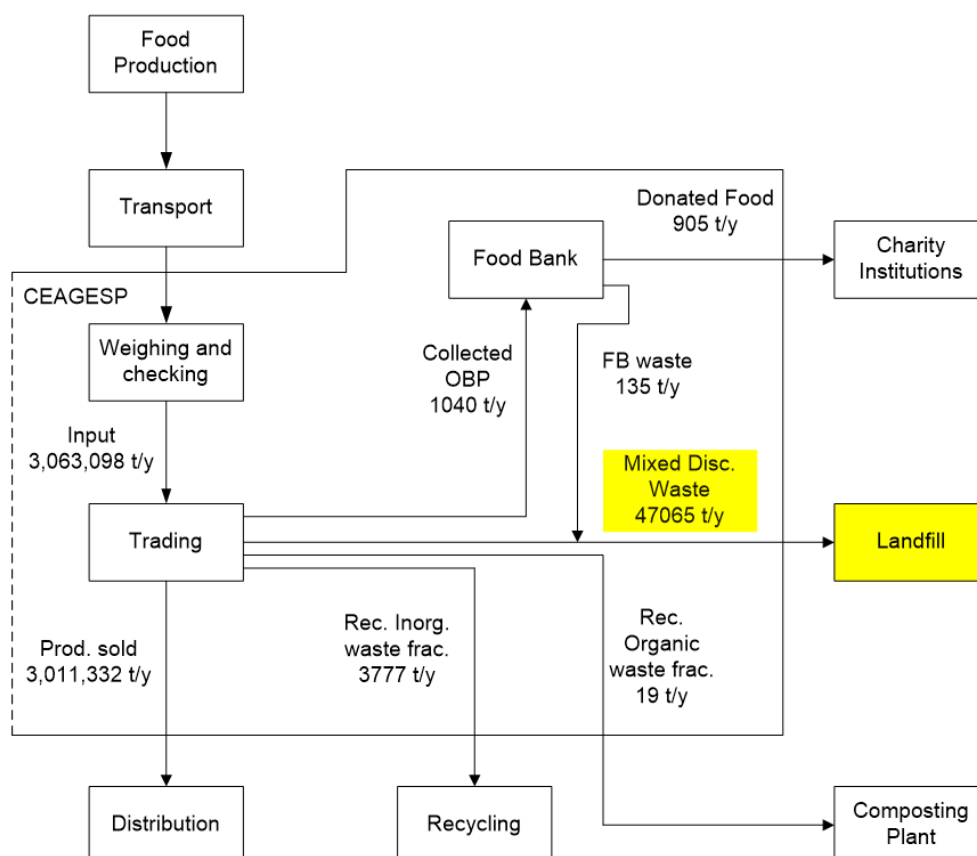 Food
Production
Transport
Donated Food
905 t/y
Food Bank
Charity
Institutions
CEAGESP
Weighing and
checking
Collected
OBP
1040 t/y
FB waste
135 t/y
Input
3,063,098 t/y
Mixed Disc.
Waste
47065 t/y
Trading
Landfill
Prod. sold
3,011,332 t/y
Rec. Inorg.
waste frac.
3777 t/y
Rec.
Organic
waste frac.
19 t/y
Distribution
Recycling
Composting
Plant